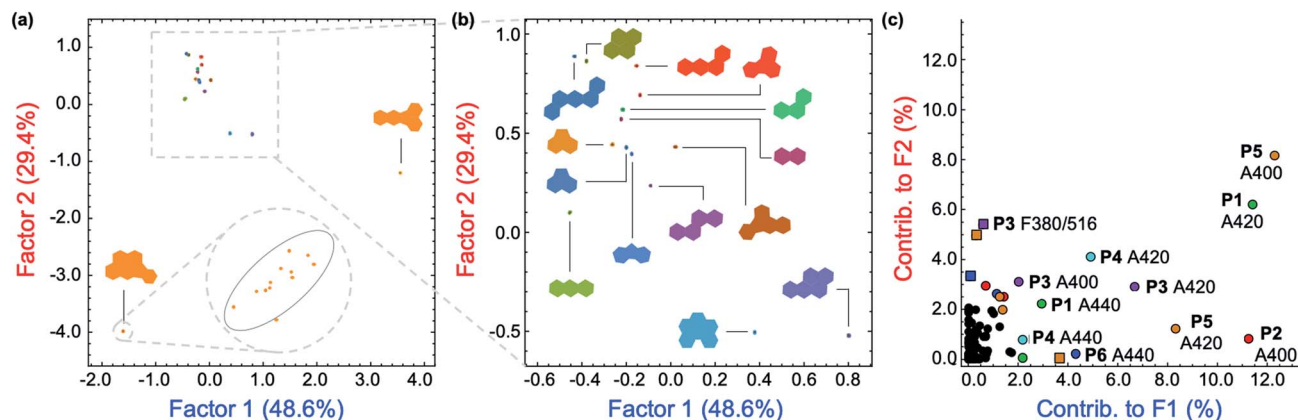 (a)
1.0
0.0
-1.0
-2.0
-3.0
-4.0
Factor 2 (29.4%)
-2.0 -1.0 0.0 1.0 2.0 3.0 4.0
Factor 1 (48.6%)
(b)
1.0
0.5
0.0
-0.5
Factor 2 (29.4%)
-0.6 -0.4 -0.2 0.0 0.2 0.4 0.6 0.8
Factor 1 (48.6%)
(c)
12.0
10.0
8.0
6.0
4.0
2.0
0.0
Contrib. to F2 (%)
P5
A400
P1
A420
P3 F380/516
P4 A420
P3 A400
P3 A420
P1 A440
P4 A440
P5
A420
P2
A400
P6 A440
0.0 2.0 4.0 6.0 8.0 10.0 12.0
Contrib. to F1 (%)